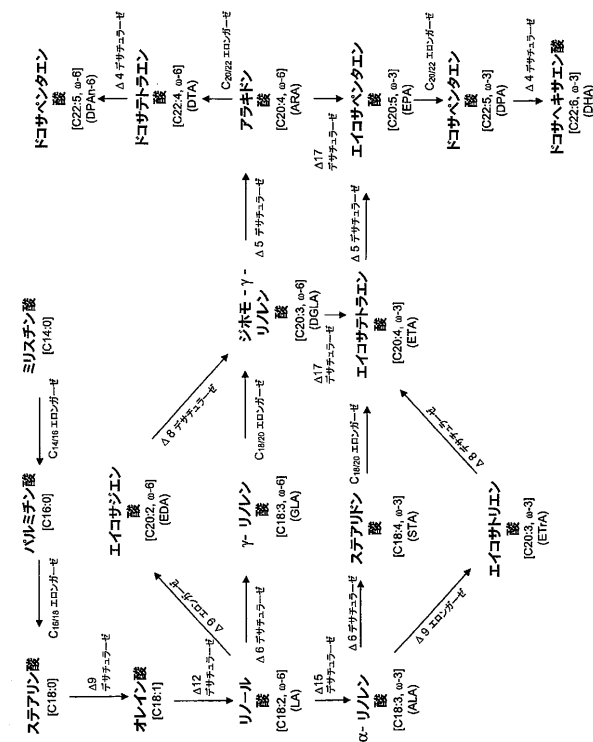 ミリスチン酸
[C14:0]
C14/16 エロンガーゼ
パルミチン酸
[C16:0]
C16/18 エロンガーゼ
ステアリン酸
[C18:0]
Δ9
デサチュラーゼ
オレイン酸
[C18:1]
Δ12
デサチュラーゼ
リノール
酸
[C18:2, ω-6]
(LA)
Δ15
デサチュラーゼ
α- リノレン
酸
[C18:3, ω-3]
(ALA)
Δ9 エロンガーゼ
エイコサジエン
酸
[C20:2, ω-6]
(EDA)
Δ8 デサチュラーゼ
Δ6 デサチュラーゼ
γ- リノレン
酸
[C18:3, ω-6]
(GLA)
C18/20 エロンガーゼ
ジホモ - γ -
リノレン
酸
[C20:3, ω-6]
(DGLA)
Δ17
デサチュラーゼ
Δ6 デサチュラーゼ
ステアリドン
酸
[C18:4, ω-3]
(STA)
C18/20 エロンガーゼ
エイコサテトラエン
酸
[C20:4, ω-3]
(ETA)
Δ9 エロンガーゼ
エイコサトリエン
酸
[C20:3, ω-3]
(ETrA)
Δ8 デサチュラーゼ
Δ5 デサチュラーゼ
Δ5 デサチュラーゼ
ドコサペンタエン
酸
[C22:5, ω-6]
(DPAn-6)
Δ4 デサチュラーゼ
ドコサテトラエン
酸
[C22:4, ω-6]
(DTA)
C20/22 エロンガーゼ
アラキドン
酸
[C20:4, ω-6]
(ARA)
Δ17
デサチュラーゼ
エイコサペンタエン
酸
[C20:5, ω-3]
(EPA)
C20/22 エロンガーゼ
ドコサペンタエン
酸
[C22:5, ω-3]
(DPA)
Δ4 デサチュラーゼ
ドコサヘキサエン酸
[C22:6, ω-3]
(DHA)